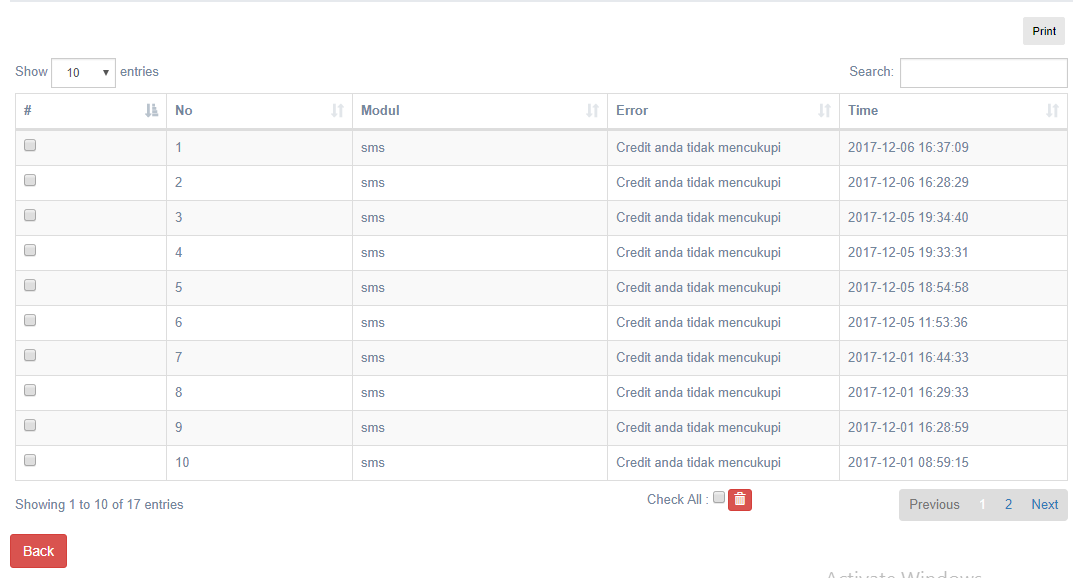 Print
Show 10 entries Search:
# No Modul Error Time
1 sms Credit anda tidak mencukupi 2017-12-06 16:37:09
2 sms Credit anda tidak mencukupi 2017-12-06 16:28:29
3 sms Credit anda tidak mencukupi 2017-12-05 19:34:40
4 sms Credit anda tidak mencukupi 2017-12-05 19:33:31
5 sms Credit anda tidak mencukupi 2017-12-05 18:54:58
6 sms Credit anda tidak mencukupi 2017-12-05 11:53:36
7 sms Credit anda tidak mencukupi 2017-12-01 16:44:33
8 sms Credit anda tidak mencukupi 2017-12-01 16:29:33
9 sms Credit anda tidak mencukupi 2017-12-01 16:28:59
10 sms Credit anda tidak mencukupi 2017-12-01 08:59:15
Showing 1 to 10 of 17 entries Check All : Previous 1 2 Next
Back
Activate Windows